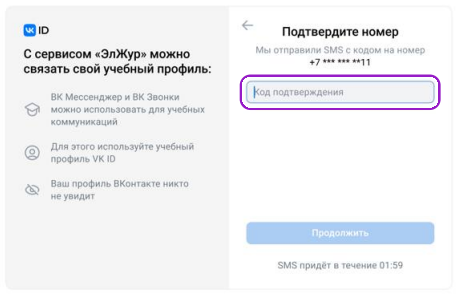 VK ID
С сервисом «ЭлЖур» можно
связать свой учебный профиль:
ВК Мессенджер и ВК Звонки
можно использовать для учебных
коммуникаций
Для этого используйте учебный
профиль VK ID
Ваш профиль ВКонтакте никто
не увидит
Подтвердите номер
Мы отправили SMS с кодом на номер
+7 *** *** **11
Код подтверждения
Продолжить
SMS придёт в течение 01:59